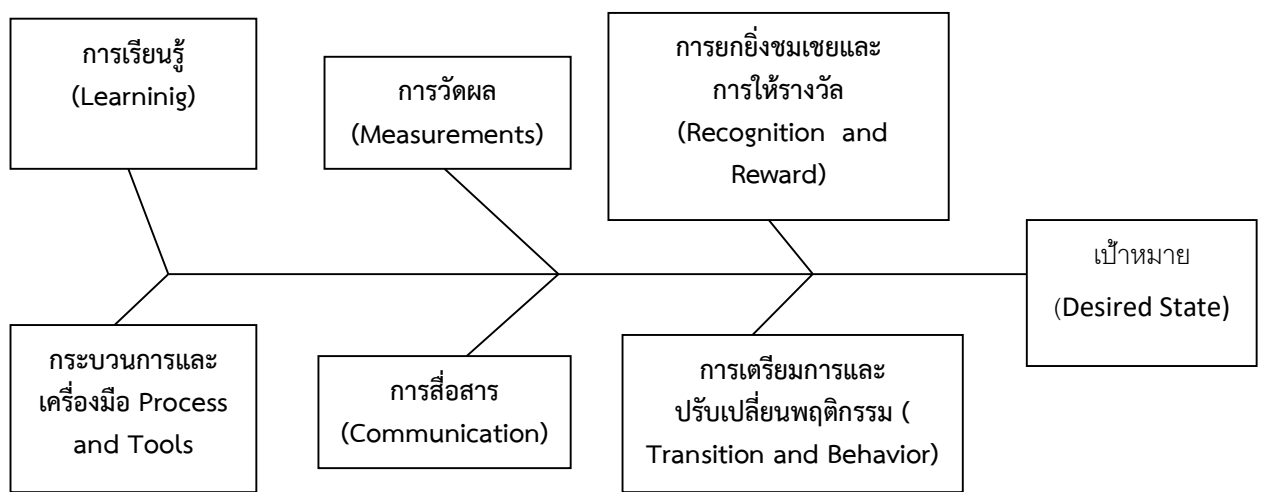 การเรียนรู้
(Learninig)
การวัดผล
(Measurements)
การยกยิ่งชมเชยและ
การให้รางวัล
(Recognition and
Reward)
เป้าหมาย
(Desired State)
กระบวนการและ
เครื่องมือ Process
and Tools
การสื่อสาร
(Communication)
การเตรียมการและ
ปรับเปลี่ยนพฤติกรรม (
Transition and Behavior)